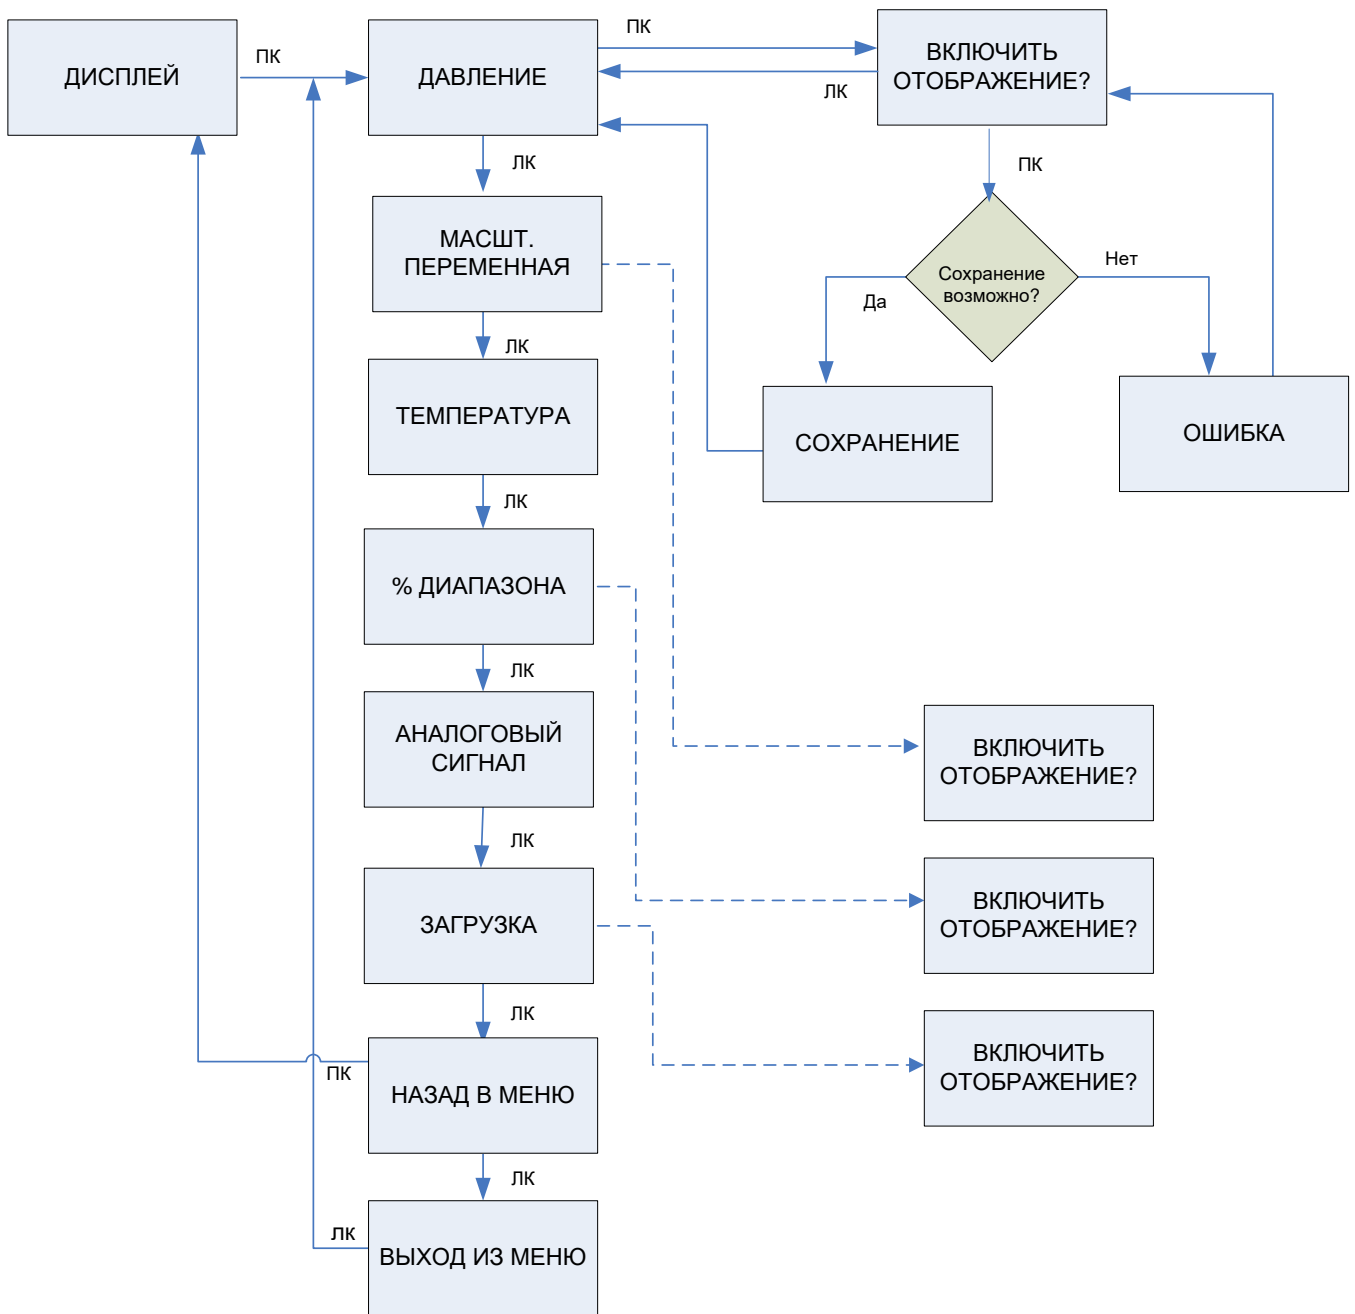 ДИСПЛЕЙ
ПК
ДАВЛЕНИЕ
ПК
ЛК
ВКЛЮЧИТЬ
ОТОБРАЖЕНИЕ?
ЛК
ПК
МАСШТ.
ПЕРЕМЕННАЯ
Сохранение
возможно?
Да
Нет
ЛК
ТЕМПЕРАТУРА
СОХРАНЕНИЕ
ОШИБКА
ЛК
% ДИАПАЗОНА
ЛК
АНАЛОГОВЫЙ
СИГНАЛ
ВКЛЮЧИТЬ
ОТОБРАЖЕНИЕ?
ЛК
ЗАГРУЗКА
ВКЛЮЧИТЬ
ОТОБРАЖЕНИЕ?
ЛК
ПК
НАЗАД В МЕНЮ
ВКЛЮЧИТЬ
ОТОБРАЖЕНИЕ?
ЛК
ЛК
ВЫХОД ИЗ МЕНЮ